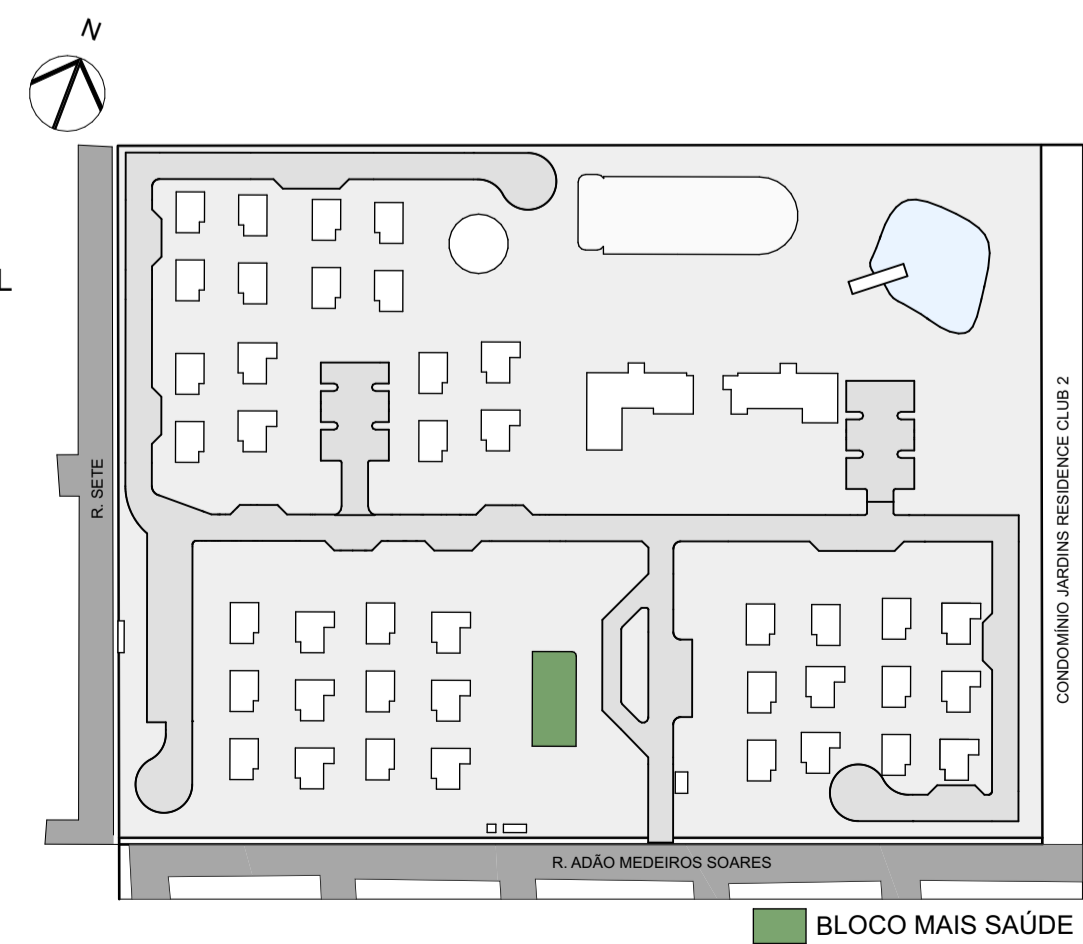 N
L
R. SETE
CONDOMÍNIO JARDINS RESIDENCE CLUB 2
R. ADÃO MEDEIROS SOARES
BLOCO MAIS SAÚDE